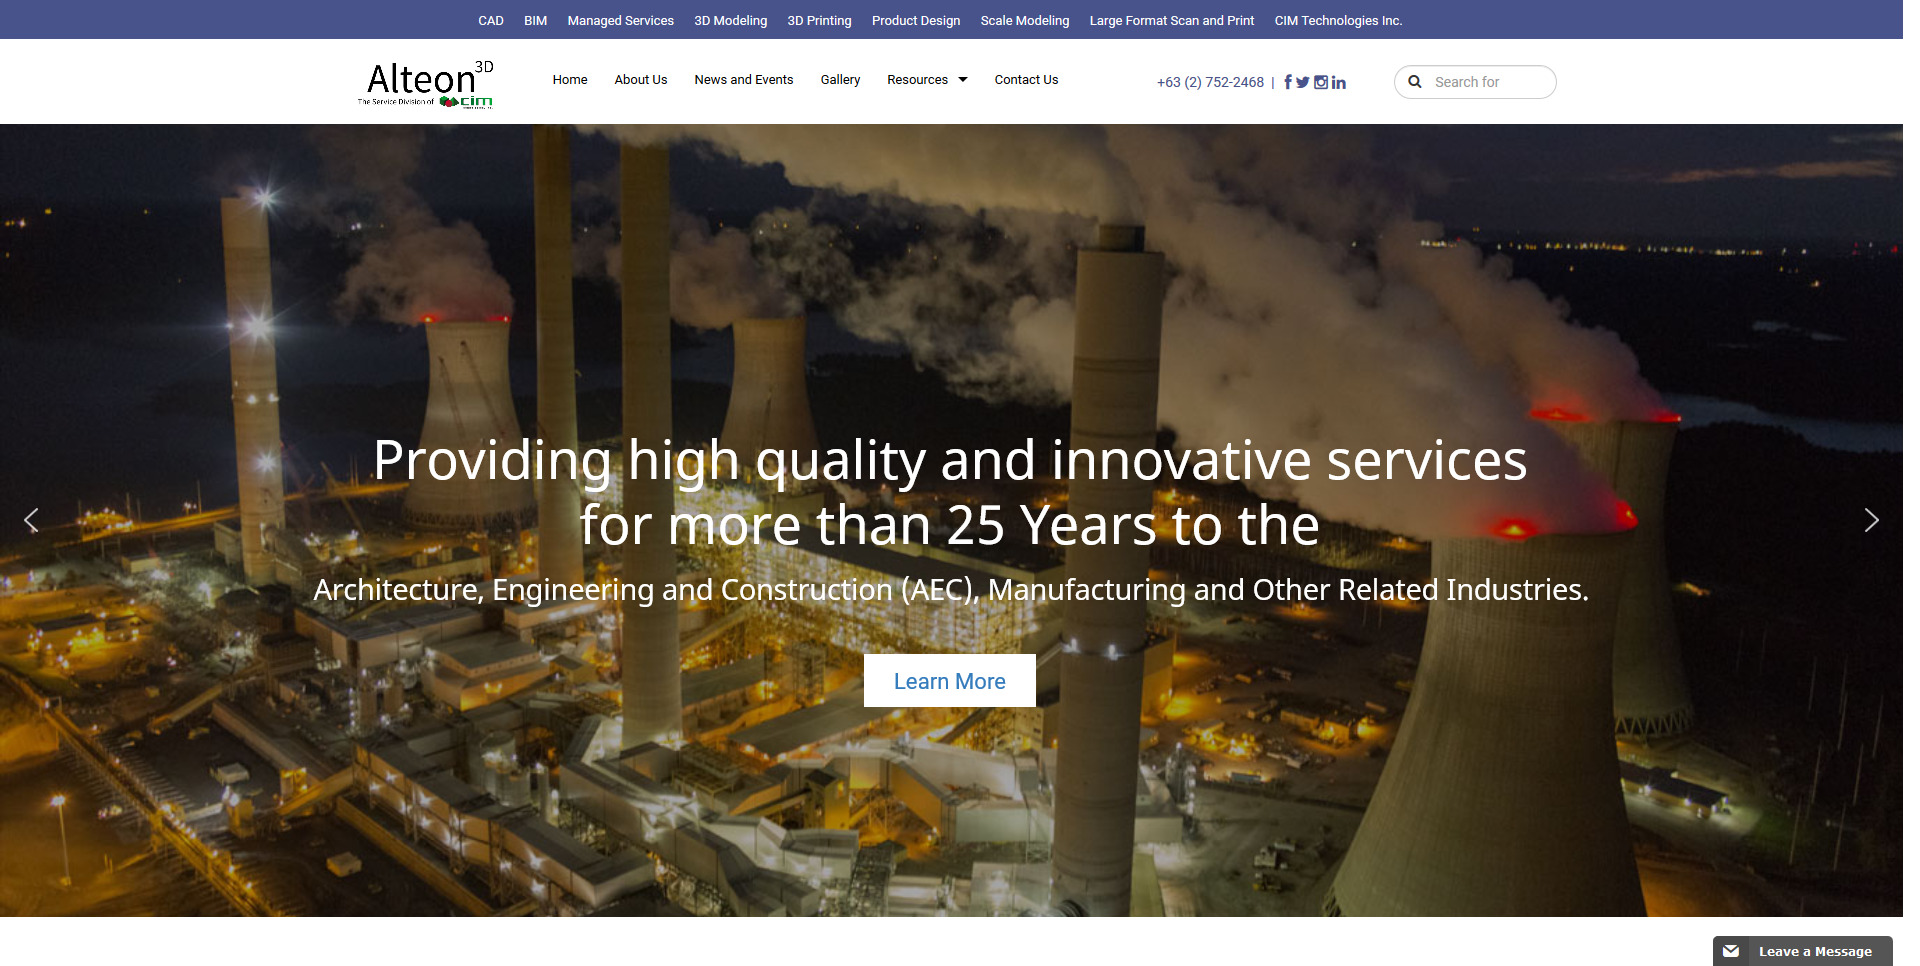 CAD BIM Managed Services 3D Modeling 3D Printing Product Design Scale Modeling Large Format Scan and Print CIM Technologies Inc.
Alteon 3D
The Service Division of cim
Home About Us News and Events Gallery Resources Contact Us
+63 (2) 752-2468 |
Search for
Providing high quality and innovative services
for more than 25 Years to the
Architecture, Engineering and Construction (AEC), Manufacturing and Other Related Industries.
Learn More
Leave a Message